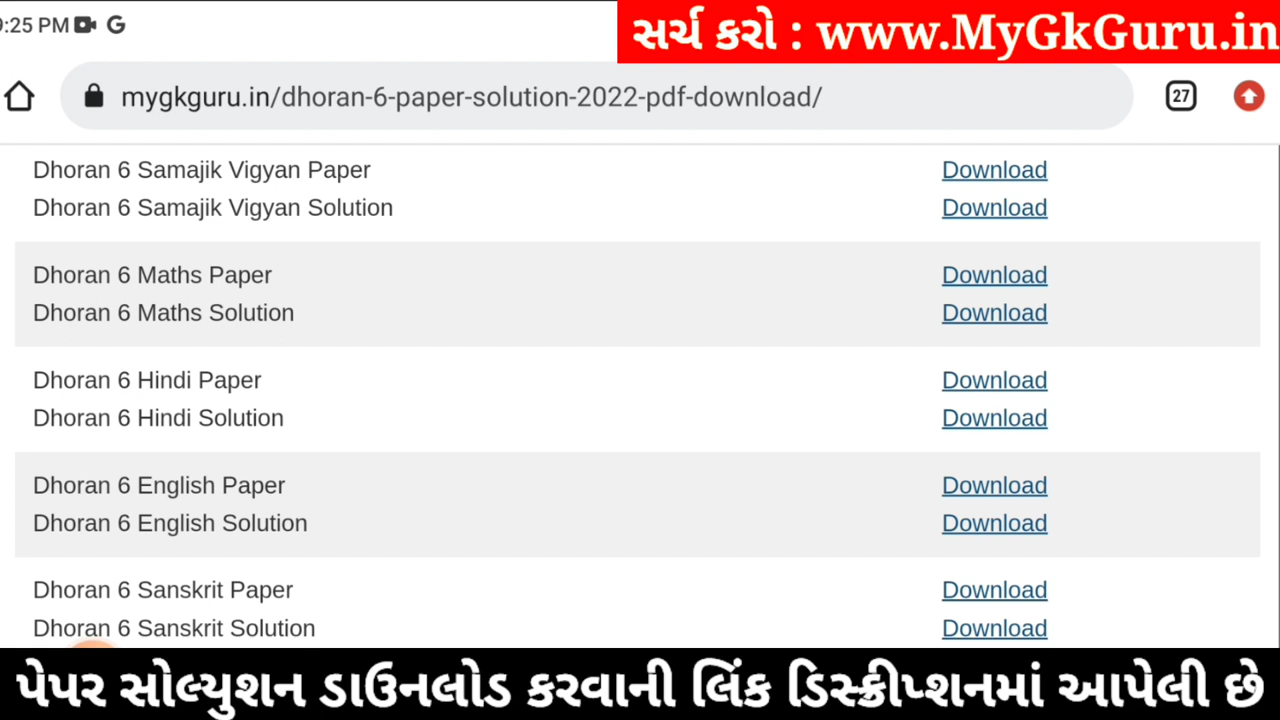 9:25 PM G
સર્ચ કરો : www.MyGkGuru.in
mygkguru.in/dhoran-6-paper-solution-2022-pdf-download/ 27
Dhoran 6 Samajik Vigyan Paper Download
Dhoran 6 Samajik Vigyan Solution Download
Dhoran 6 Maths Paper Download
Dhoran 6 Maths Solution Download
Dhoran 6 Hindi Paper Download
Dhoran 6 Hindi Solution Download
Dhoran 6 English Paper Download
Dhoran 6 English Solution Download
Dhoran 6 Sanskrit Paper Download
Dhoran 6 Sanskrit Solution Download
પેપર સોલ્યુશન ડાઉનલોડ કરવાની લિંક ડિસ્ક્રીપ્શનમાં આપેલી છે